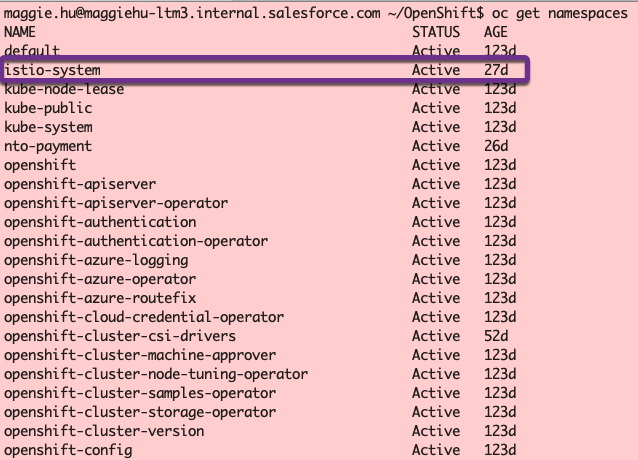 maggie.hu@maggiehu-ltm3.internal.salesforce.com ~/OpenShift$ oc get namespaces
NAME STATUS AGE
default Active 123d
istio-system Active 27d
kube-node-lease Active 123d
kube-public Active 123d
kube-system Active 123d
nto-payment Active 26d
openshift Active 123d
openshift-apiserver Active 123d
openshift-apiserver-operator Active 123d
openshift-authentication Active 123d
openshift-authentication-operator Active 123d
openshift-azure-logging Active 123d
openshift-azure-operator Active 123d
openshift-azure-routefix Active 123d
openshift-cloud-credential-operator Active 123d
openshift-cluster-csi-drivers Active 52d
openshift-cluster-machine-approver Active 123d
openshift-cluster-node-tuning-operator Active 123d
openshift-cluster-samples-operator Active 123d
openshift-cluster-storage-operator Active 123d
openshift-cluster-version Active 123d
openshift-config Active 123d